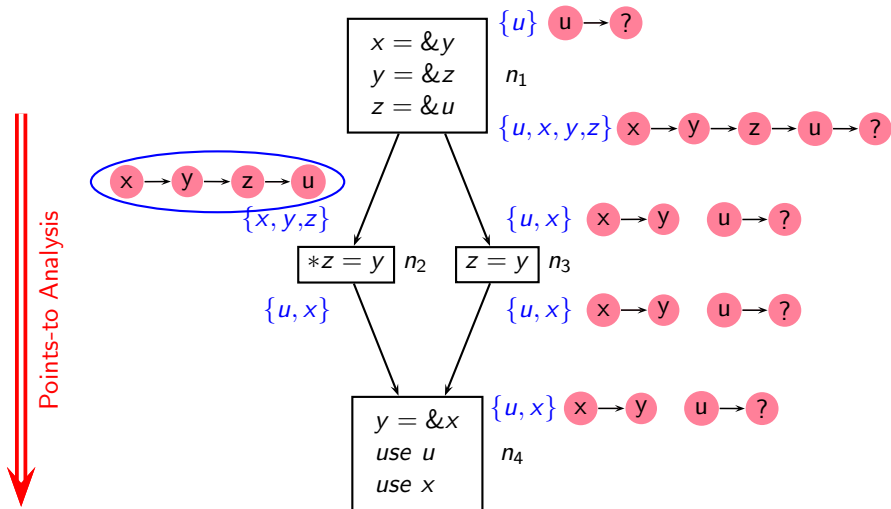 {u} u ?
x = &y
y = &z
z = &u
n1
{u, x, y,z} x y z u ?
x y z u
{x, y,z}
{u, x} x y u ?
*z = y n2
z = y n3
{u, x}
{u, x} x y u ?
Points-to Analysis
{u, x} x y u ?
y = &x
use u
use x
n4